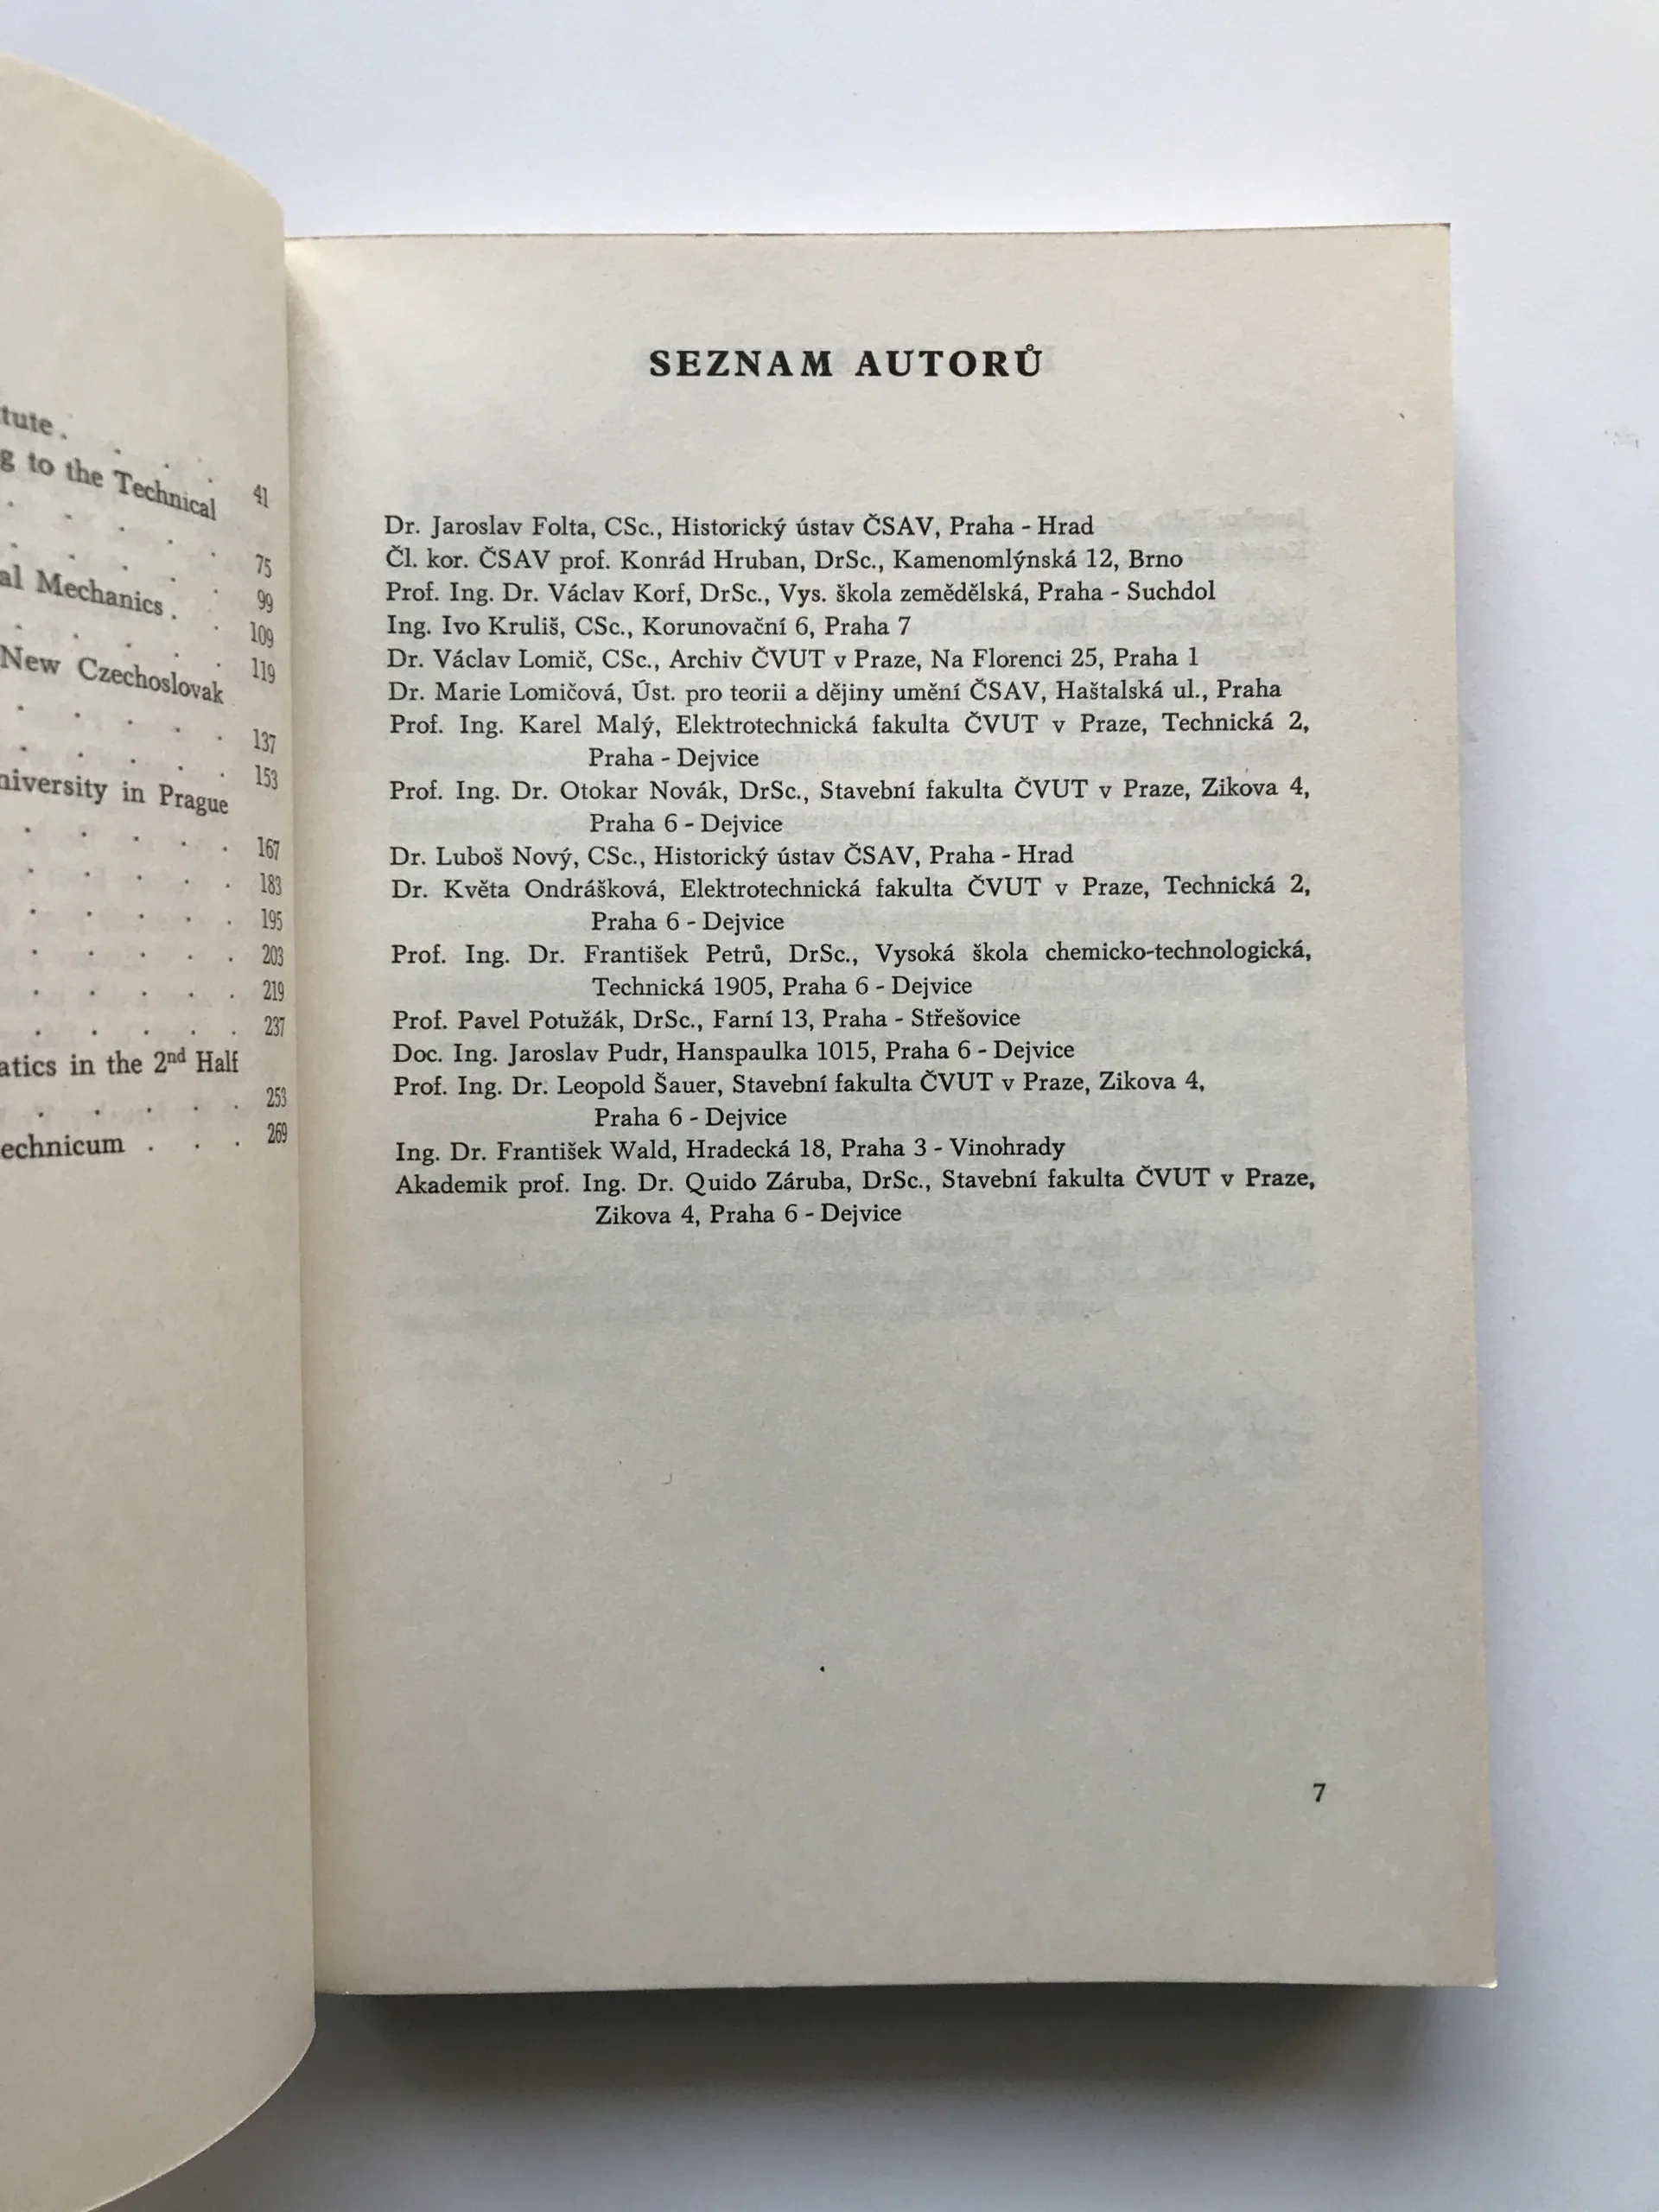 tute .
g to the Technical
41
75
al Mechanics .
99
109
New Czechoslovak
119
137
153
niversity in Prague
167
183
195
203
219
237
atics in the 2nd Half
253
echnicum . . . 269
SEZNAM AUTORŮ
Dr. Jaroslav Folta, CSc., Historický ústav ČSAV, Praha - Hrad
Čl. kor. ČSAV prof. Konrád Hruban, DrSc., Kamenomlýnská 12, Brno
Prof. Ing. Dr. Václav Korf, DrSc., Vys. škola zemědělská, Praha - Suchdol
Ing. Ivo Kruliš, CSc., Korunovační 6, Praha 7
Dr. Václav Lomič, CSc., Archiv ČVUT v Praze, Na Florenci 25, Praha 1
Dr. Marie Lomičová, Úst. pro teorii a dějiny umění ČSAV, Haštalská ul., Praha
Prof. Ing. Karel Malý, Elektrotechnická fakulta ČVUT v Praze, Technická 2,
Praha - Dejvice
Prof. Ing. Dr. Otokar Novák, DrSc., Stavební fakulta ČVUT v Praze, Zikova 4,
Praha 6 - Dejvice
Dr. Luboš Nový, CSc., Historický ústav ČSAV, Praha - Hrad
Dr. Květa Ondrášková, Elektrotechnická fakulta ČVUT v Praze, Technická 2,
Praha 6 - Dejvice
Prof. Ing. Dr. František Petrů, DrSc., Vysoká škola chemicko-technologická,
Technická 1905, Praha 6 - Dejvice
Prof. Pavel Potužák, DrSc., Farní 13, Praha - Střešovice
Doc. Ing. Jaroslav Pudr, Hanspaulka 1015, Praha 6 - Dejvice
Prof. Ing. Dr. Leopold Šauer, Stavební fakulta ČVUT v Praze, Zikova 4,
Praha 6 - Dejvice
Ing. Dr. František Wald, Hradecká 18, Praha 3 - Vinohrady
Akademik prof. Ing. Dr. Quido Záruba, DrSc., Stavební fakulta ČVUT v Praze,
Zikova 4, Praha 6 - Dejvice
7